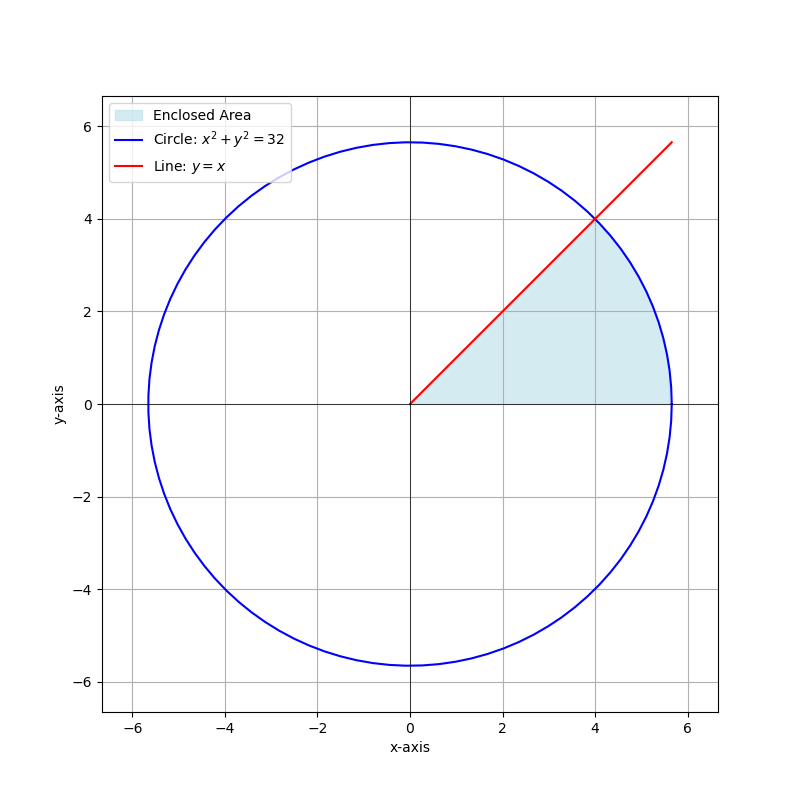 Enclosed Area
Circle: $x^2 + y^2 = 32$
Line: $y = x$
6
4
2
0
−2
−4
−6
y-axis
−6 −4 −2 0 2 4 6
x-axis